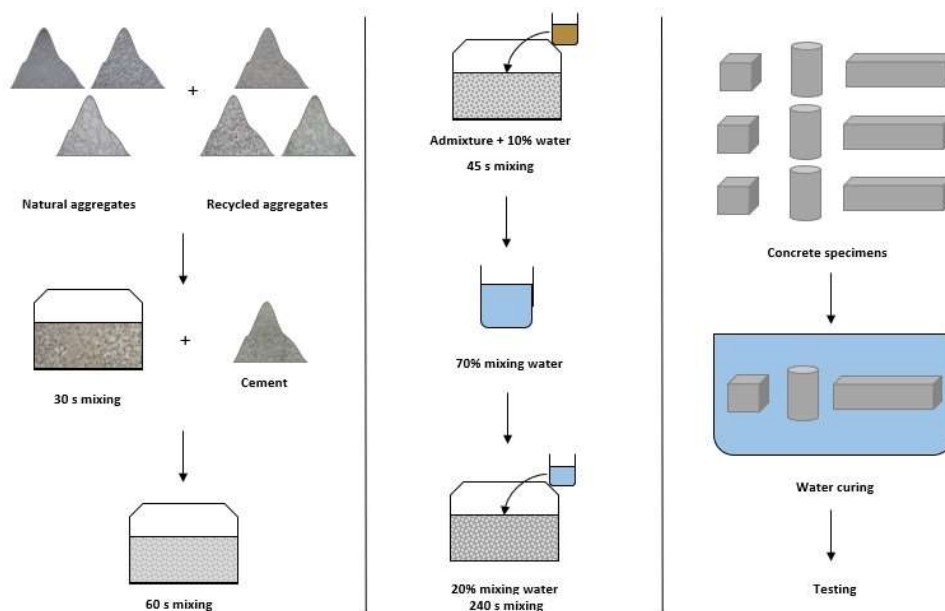 +
Natural aggregates
Recycled aggregates
+
Cement
30 s mixing
60 s mixing
Admixture + 10% water
45 s mixing
70% mixing water
20% mixing water
240 s mixing
Concrete specimens
Water curing
Testing